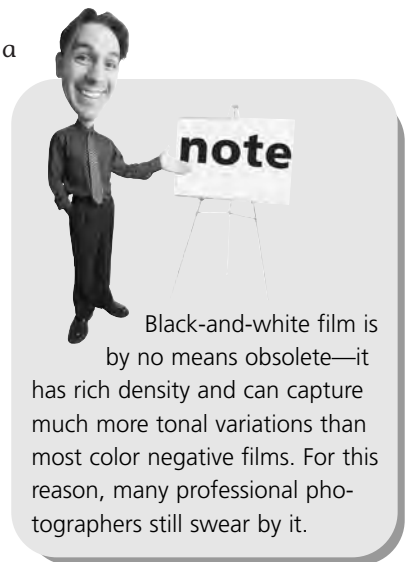 a
note
Black-and-white film is
by no means obsolete—it
has rich density and can capture
much more tonal variations than
most color negative films. For this
reason, many professional pho-
tographers still swear by it.